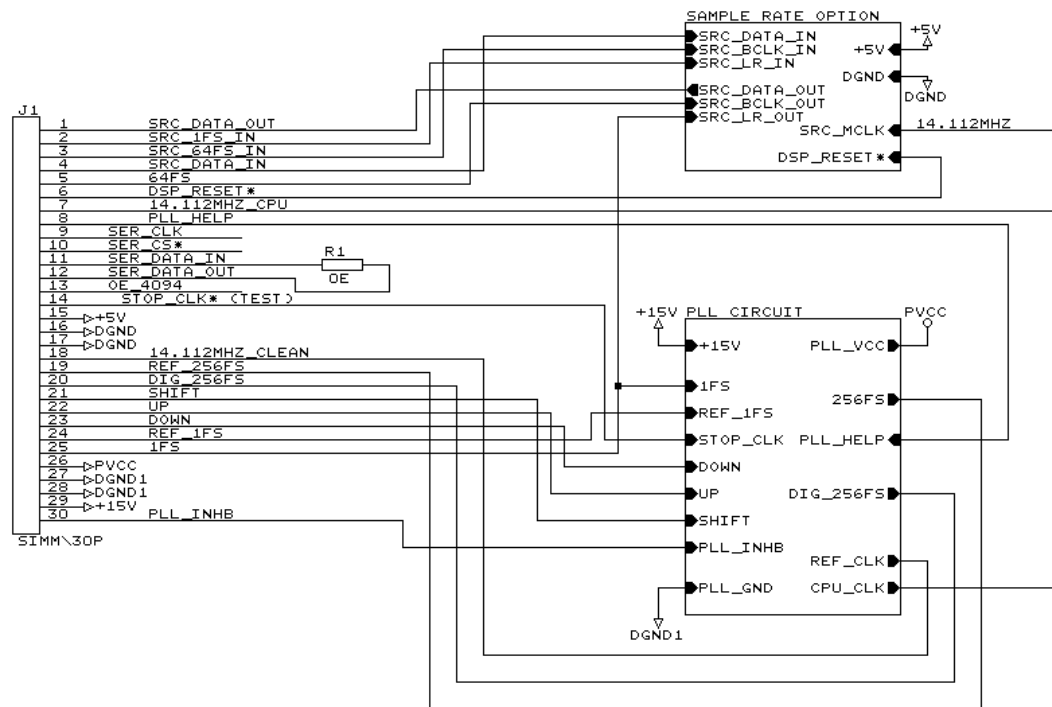 SAMPLE RATE OPTION
+5V
SRC_DATA_IN
SRC_BCLK_IN
SRC_LR_IN
+5V
DGND
DGND
SRC_DATA_OUT
SRC_BCLK_OUT
SRC_LR_OUT
SRC_MCLK
14.112MHZ
DSP_RESET*
J1
1 SRC_DATA_OUT
2 SRC_1FS_IN
3 SRC_64FS_IN
4 SRC_DATA_IN
5 64FS
6 DSP_RESET*
7 14.112MHZ_CPU
8 PLL_HELP
9 SER_CLK
10 SER_CS*
11 SER_DATA_IN
12 SER_DATA_OUT
13 OE_4094
14 STOP_CLK* (TEST)
15 +5V
16 DGND
17 DGND
18 14.112MHZ_CLEAN
19 REF_256FS
20 DIG_256FS
21 SHIFT
22 UP
23 DOWN
24 REF_1FS
25 1FS
26 PVCC
27 DGND1
28 DGND1
29 +15V
30 PLL_INHB
SIMM\30P
R1
0E
+15V
PLL CIRCUIT
PVCC
+15V
PLL_VCC
1FS
256FS
REF_1FS
STOP_CLK
PLL_HELP
DOWN
UP
DIG_256FS
SHIFT
PLL_INHB
REF_CLK
PLL_GND
CPU_CLK
DGND1